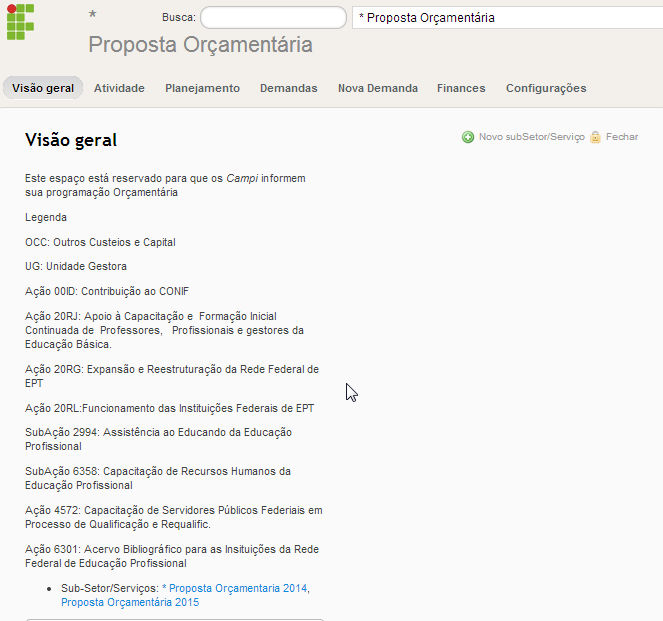 *
Busca:
* Proposta Orçamentária
Proposta Orçamentária
Visão geral
Atividade
Planejamento
Demandas
Nova Demanda
Finances
Configurações
Visão geral
Novo subSetor/Serviço
Fechar
Este espaço está reservado para que os Campi informem
sua programação Orçamentária
Legenda
OCC: Outros Custeios e Capital
UG: Unidade Gestora
Ação 00ID: Contribuição ao CONIF
Ação 20RJ: Apoio à Capacitação e Formação Inicial
Continuada de Professores, Profissionais e gestores da
Educação Básica.
Ação 20RG: Expansão e Reestruturação da Rede Federal de
EPT
Ação 20RL:Funcionamento das Instituições Federais de EPT
SubAção 2994: Assistência ao Educando da Educação
Profissional
SubAção 6358: Capacitação de Recursos Humanos da
Educação Profissional
Ação 4572: Capacitação de Servidores Públicos Federiais em
Processo de Qualificação e Requalific.
Ação 6301: Acervo Bibliográfico para as Insituições da Rede
Federal de Educação Profissional
• Sub-Setor/Serviços: * Proposta Orçamentaria 2014,
Proposta Orçamentária 2015